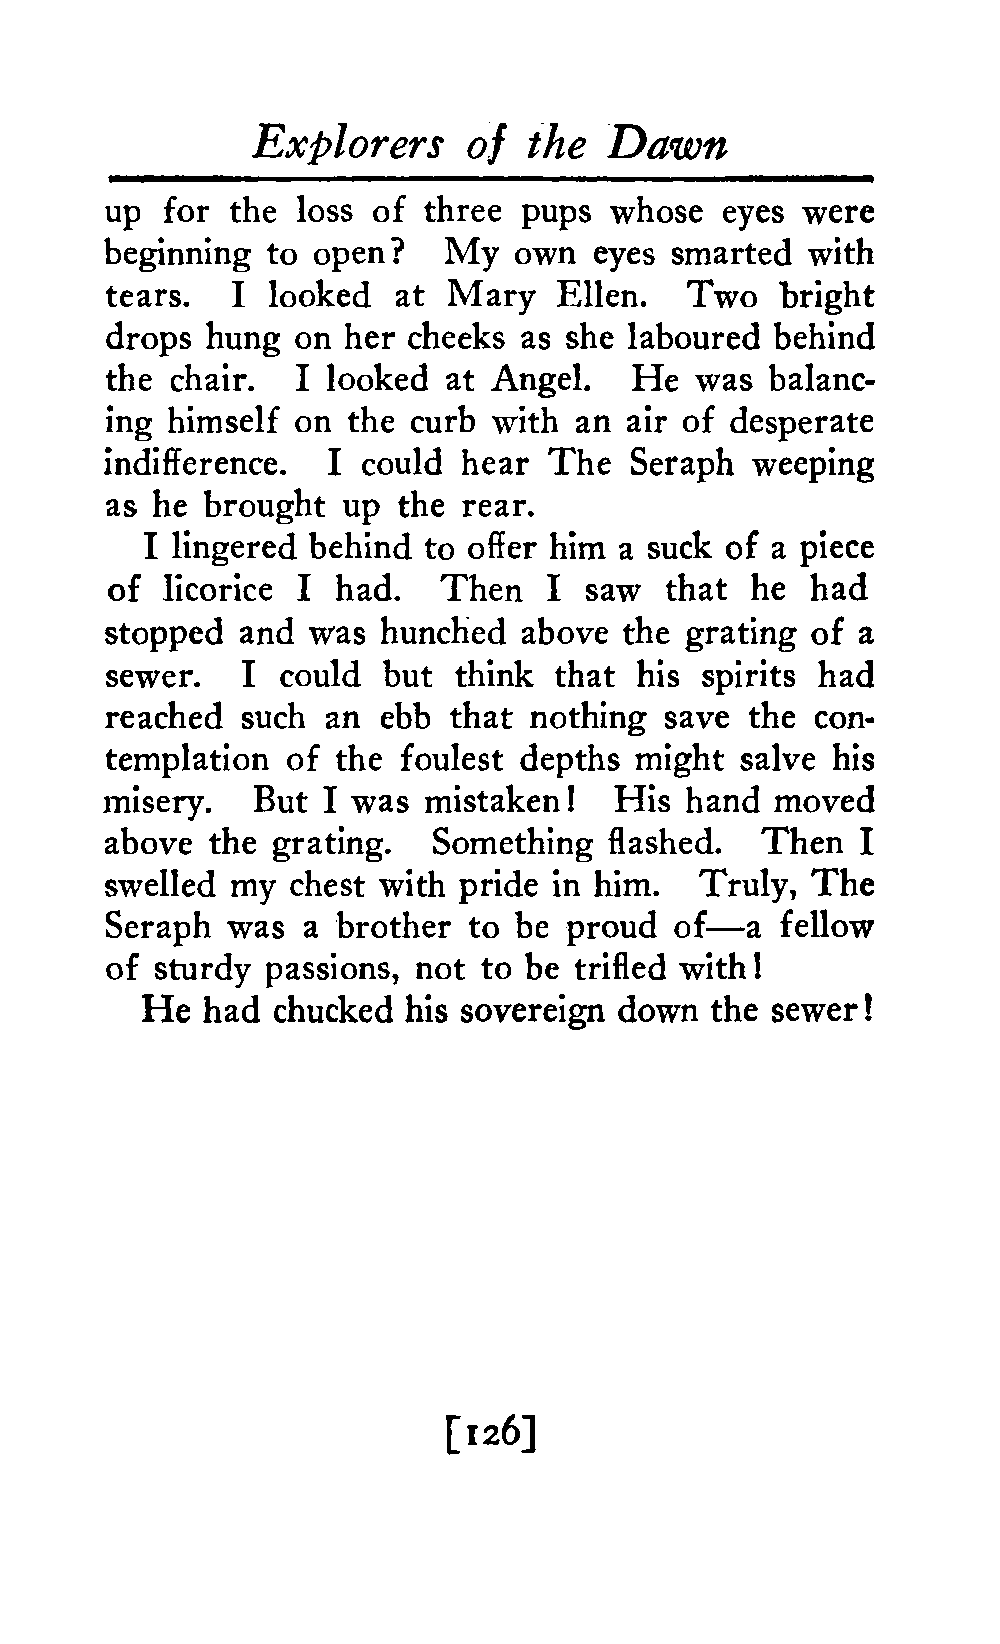 Explorers of the Dawn
up for the loss of three pups whose eyes were
beginning to open? My own eyes smarted with
tears. I looked at Mary Ellen. Two bright
drops hung on her cheeks as she laboured behind
the chair. I looked at Angel. He was balanc-
ing himself on the curb with an air of desperate
indifference. I could hear The Seraph weeping
as he brought up the rear.
I lingered behind to offer him a suck of a piece
of licorice I had. Then I saw that he had
stopped and was hunched above the grating of a
sewer. I could but think that his spirits had
reached such an ebb that nothing save the con-
templation of the foulest depths might salve his
misery. But I was mistaken! His hand moved
above the grating. Something flashed. Then I
swelled my chest with pride in him. Truly, The
Seraph was a brother to be proud of—a fellow
of sturdy passions, not to be trifled with!
He had chucked his sovereign down the sewer!
[126]